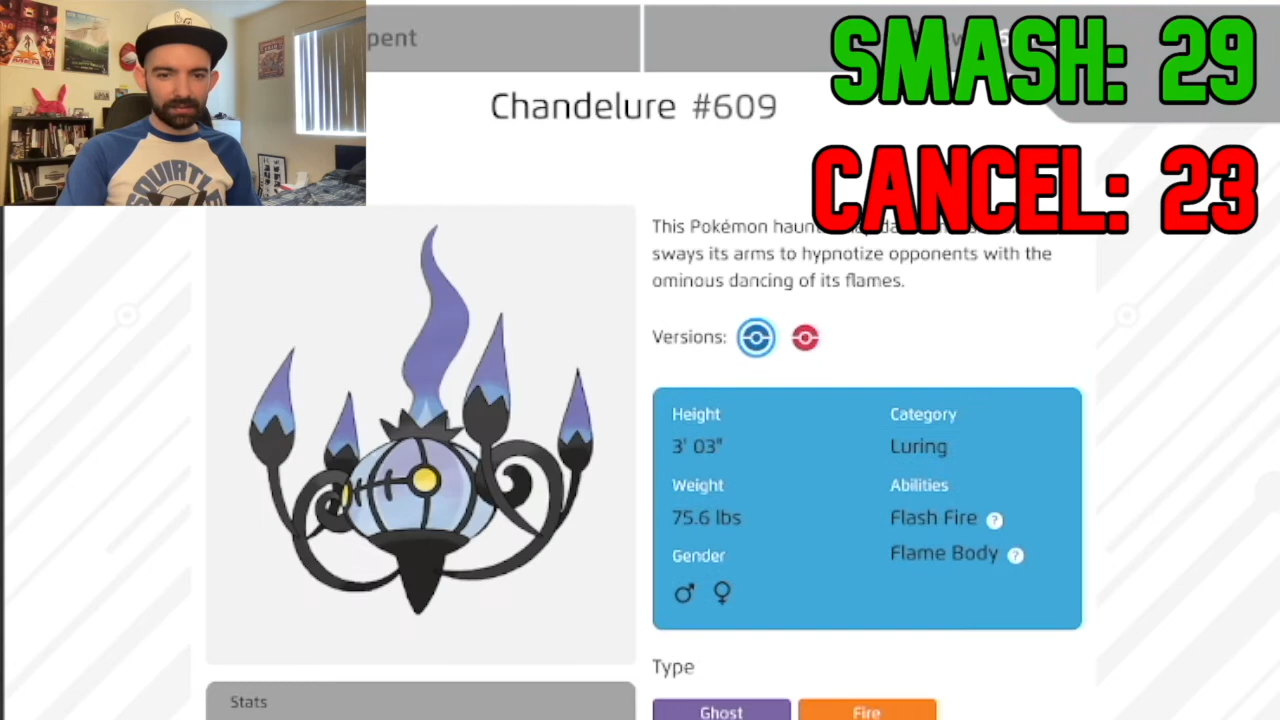 SMASH: 29
CANCEL: 23
Chandelure #609
This Pokémon
sways its arms to hypnotize opponents with the
ominous dancing of its flames.
Versions:
Height
3' 03"
Weight
75.6 lbs
Gender
Category
Luring
Abilities
Flash Fire ?
Flame Body ?
Type
Ghost
Fire
Stats
SQUIRTLE